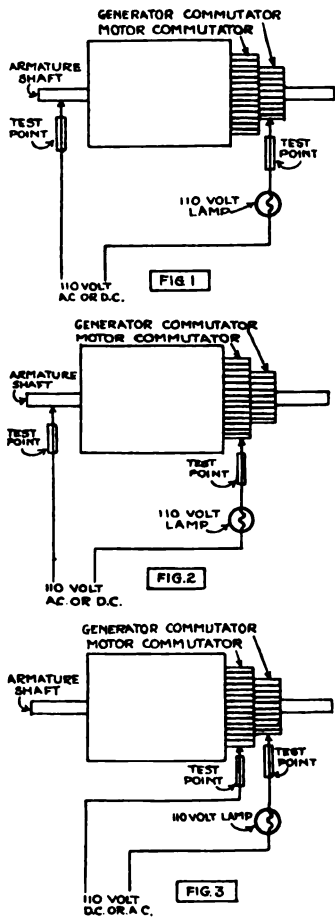 GENERATOR COMMUTATOR
MOTOR COMMUTATOR
ARMATURE
SHAFT
TEST
POINT
TEST
POINT
110 VOLT
LAMP
110 VOLT
A.C. OR D.C.
FIG. 1
GENERATOR COMMUTATOR
MOTOR COMMUTATOR
ARMATURE
SHAFT
TEST
POINT
TEST
POINT
110 VOLT
LAMP
110 VOLT
A.C. OR D.C.
FIG. 2
GENERATOR COMMUTATOR
MOTOR COMMUTATOR
ARMATURE
SHAFT
TEST
POINT
TEST
POINT
110 VOLT LAMP
110 VOLT
D.C. OR A.C.
FIG. 3